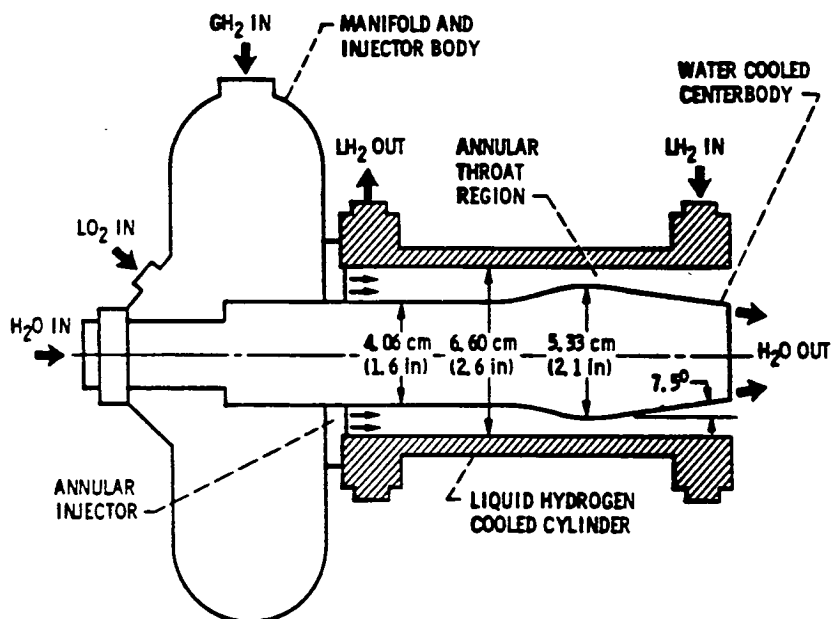 GH2 IN
MANIFOLD AND
INJECTOR BODY
WATER COOLED
CENTERBODY
LH2 OUT
ANNULAR
THROAT
REGION
LH2 IN
LO2 IN
H2O IN
4.06 cm
(1.6 in)
6.60 cm
(2.6 in)
5.33 cm
(2.1 in)
H2O OUT
7.5°
ANNULAR
INJECTOR
LIQUID HYDROGEN
COOLED CYLINDER